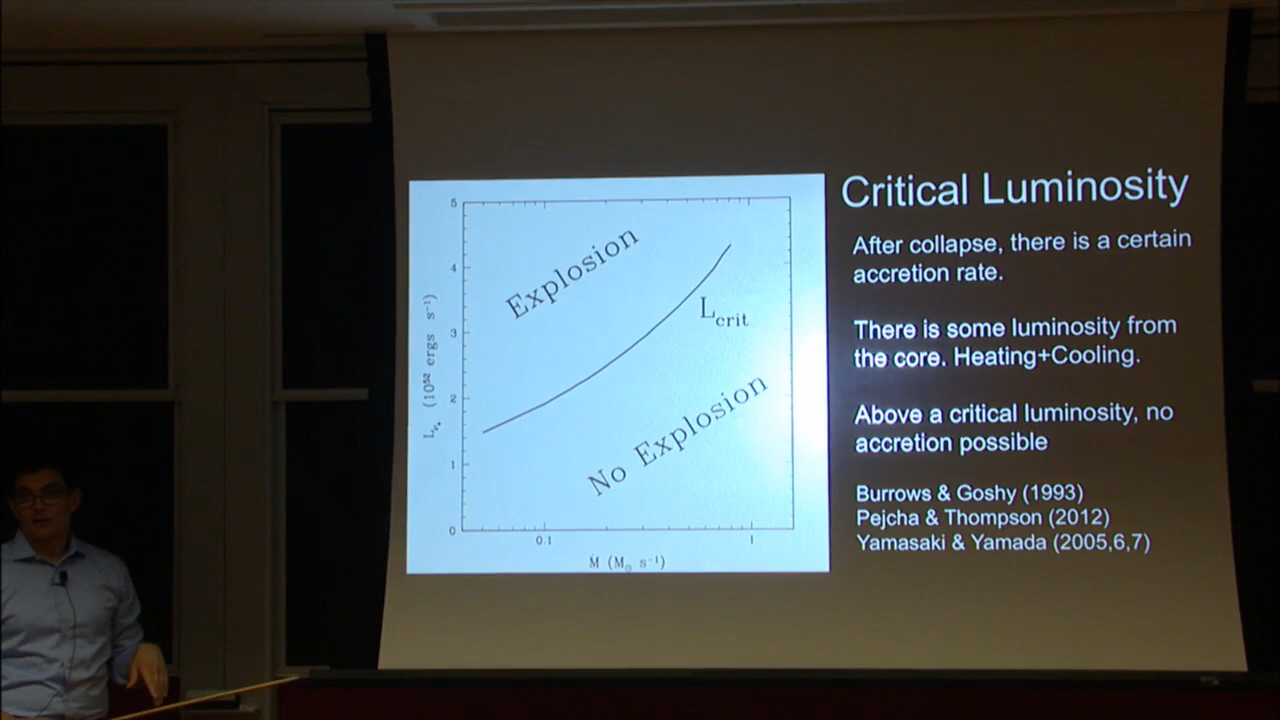 Critical Luminosity
After collapse, there is a certain
accretion rate.
There is some luminosity from
the core. Heating+Cooling.
Above a critical luminosity, no
accretion possible
Burrows & Goshy (1993)
Pejcha & Thompson (2012)
Yamasaki & Yamada (2005,6,7)
5
4
3
2
1
0
0.1
1
Explosion
L_crit
No Explosion
(10⁵² ergs s⁻¹)
Ṁ (M⊙ s⁻¹)